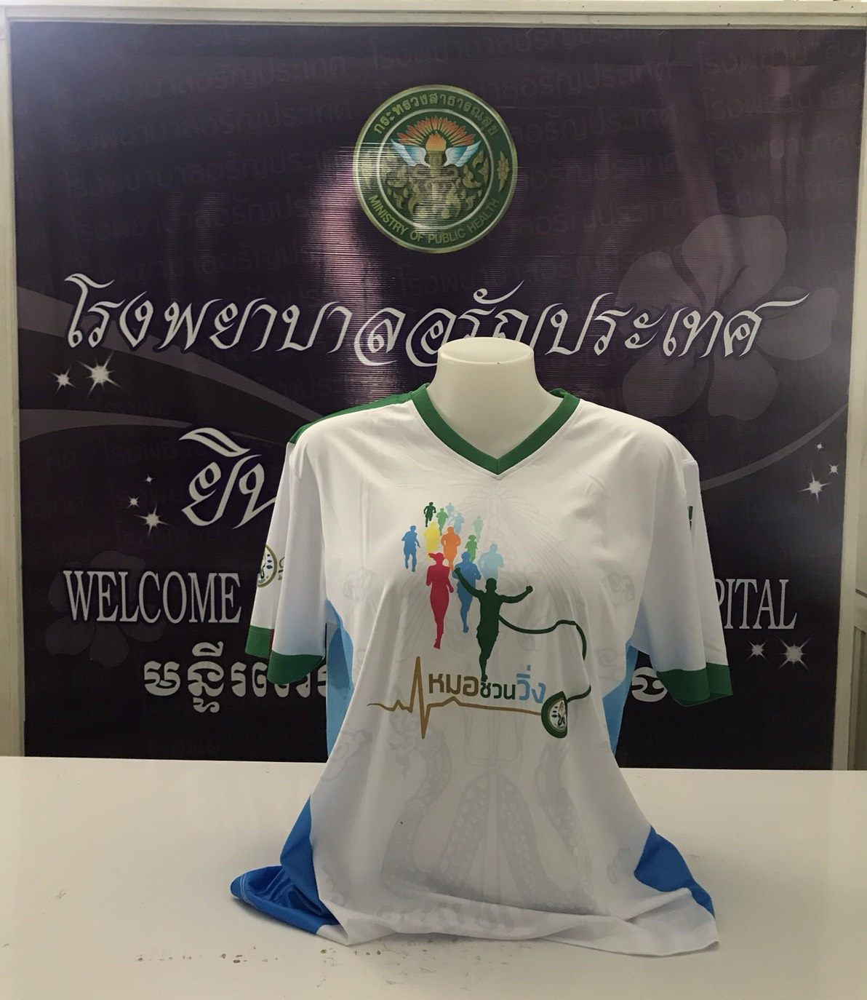 กระทรวงสาธารณสุข
MINISTRY OF PUBLIC HEALTH
โรงพยาบาลอรัญประเทศ
WELCOME
หมอชวนวิ่ง